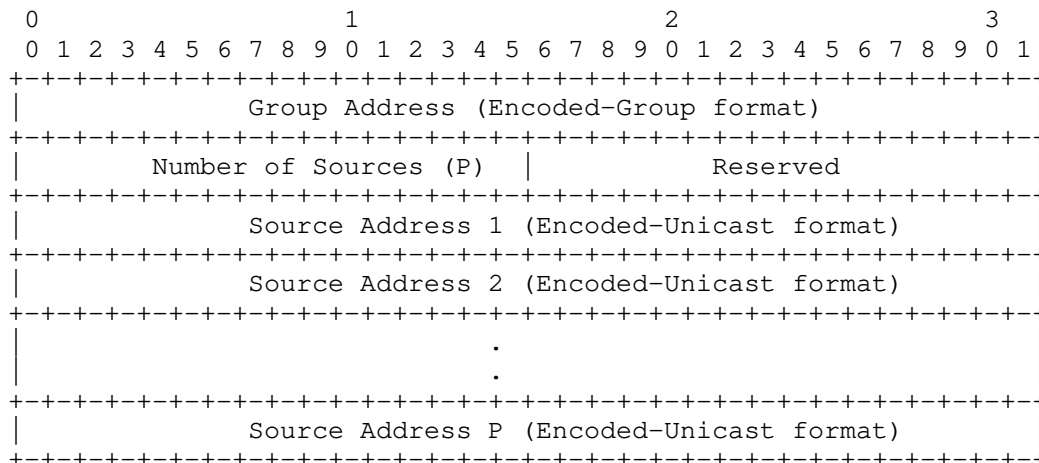 0                   1                   2                   3
 0 1 2 3 4 5 6 7 8 9 0 1 2 3 4 5 6 7 8 9 0 1 2 3 4 5 6 7 8 9 0 1
+-+-+-+-+-+-+-+-+-+-+-+-+-+-+-+-+-+-+-+-+-+-+-+-+-+-+-+-+-+-+-+--
|              Group Address (Encoded-Group format)
+-+-+-+-+-+-+-+-+-+-+-+-+-+-+-+-+-+-+-+-+-+-+-+-+-+-+-+-+-+-+-+--
|        Number of Sources (P)  |           Reserved
+-+-+-+-+-+-+-+-+-+-+-+-+-+-+-+-+-+-+-+-+-+-+-+-+-+-+-+-+-+-+-+--
|              Source Address 1 (Encoded-Unicast format)
+-+-+-+-+-+-+-+-+-+-+-+-+-+-+-+-+-+-+-+-+-+-+-+-+-+-+-+-+-+-+-+--
|              Source Address 2 (Encoded-Unicast format)
+-+-+-+-+-+-+-+-+-+-+-+-+-+-+-+-+-+-+-+-+-+-+-+-+-+-+-+-+-+-+-+--
|                             .
|                             .
+-+-+-+-+-+-+-+-+-+-+-+-+-+-+-+-+-+-+-+-+-+-+-+-+-+-+-+-+-+-+-+--
|              Source Address P (Encoded-Unicast format)
+-+-+-+-+-+-+-+-+-+-+-+-+-+-+-+-+-+-+-+-+-+-+-+-+-+-+-+-+-+-+-+--